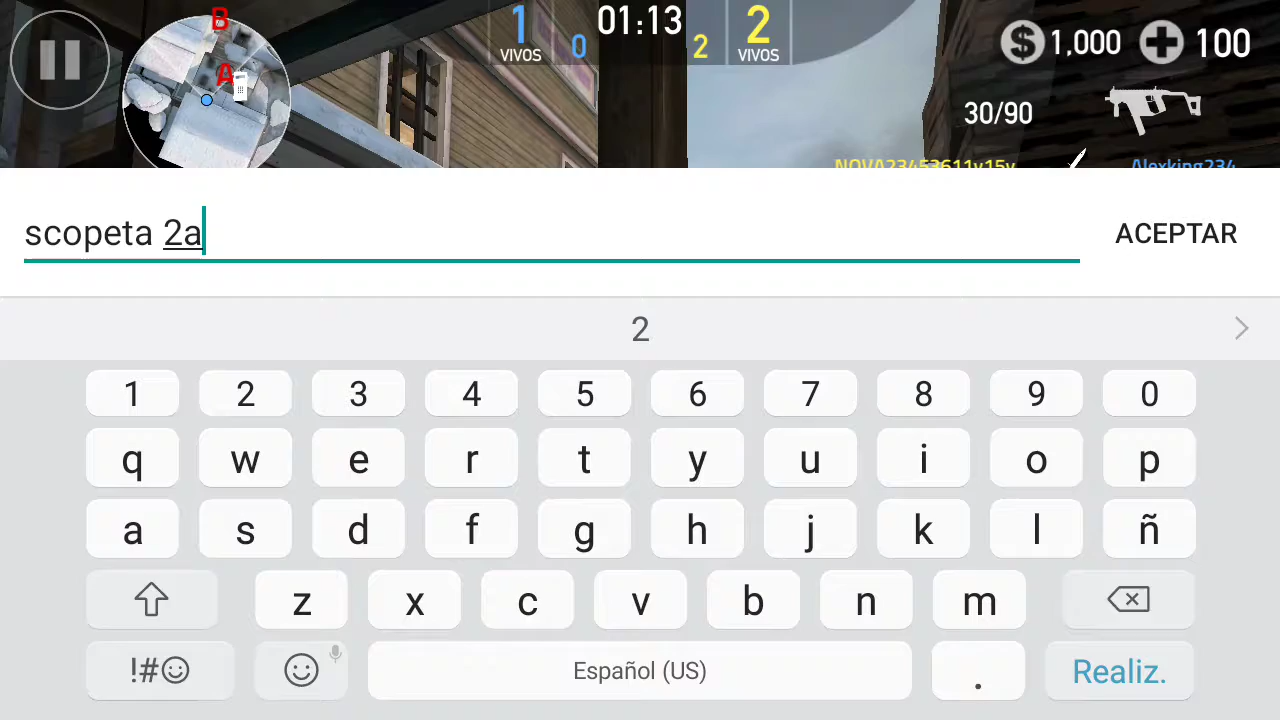 B
A
1
VIVOS
0
01:13
2
2
VIVOS
$ 1,000
100
30/90
NOVA23453611v15v
Alexking234
scopeta 2a
ACEPTAR
2
1 2 3 4 5 6 7 8 9 0
q w e r t y u i o p
a s d f g h j k l ñ
z x c v b n m
!#☺
Español (US)
.
Realiz.